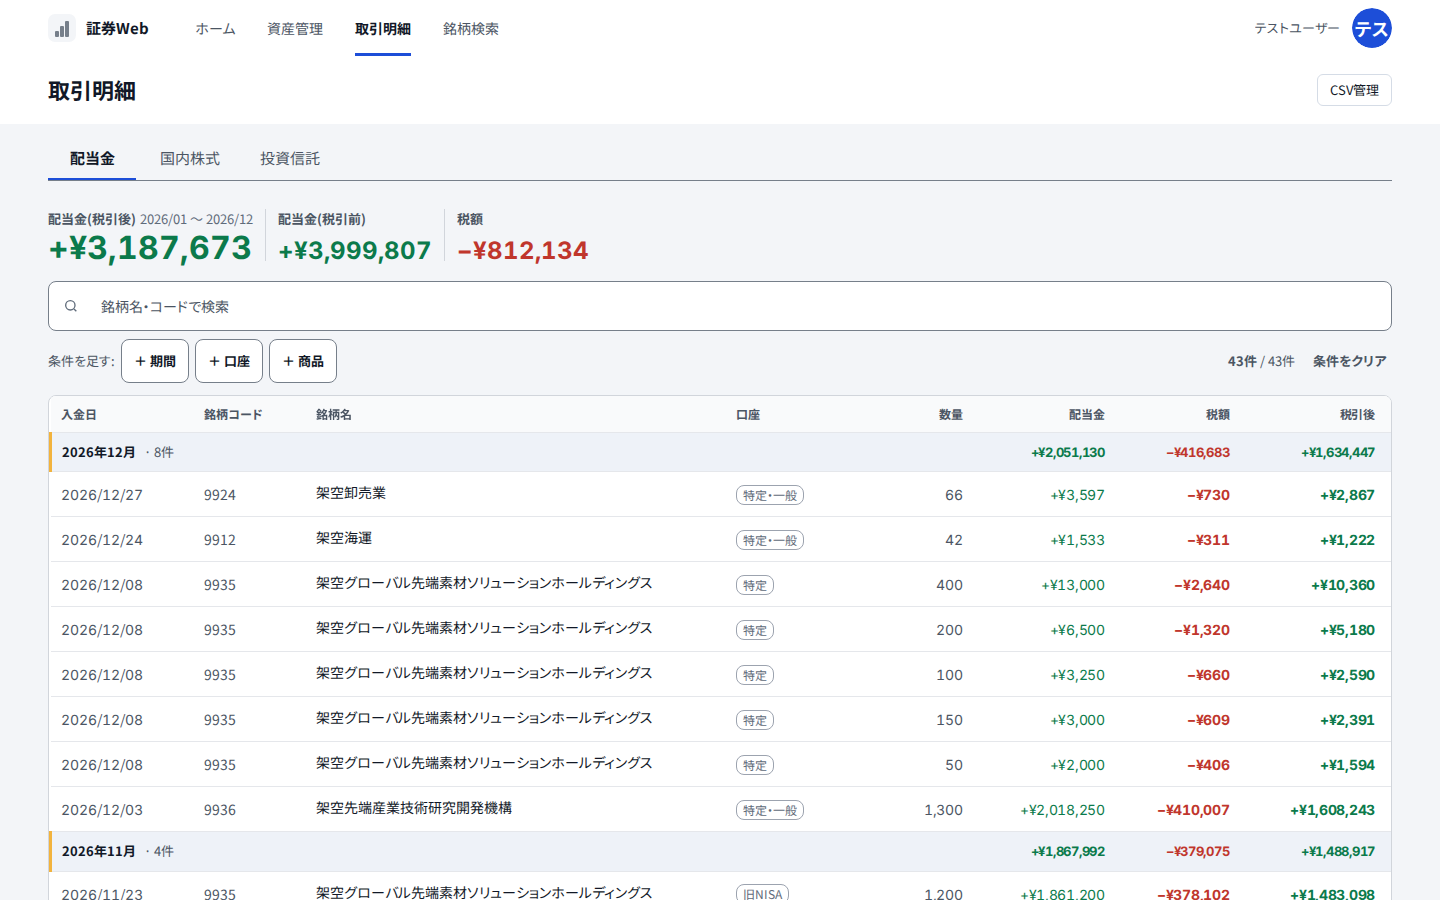 証券Web ホーム 資産管理 取引明細 銘柄検索 テストユーザー テス
取引明細 CSV管理
配当金 国内株式 投資信託
配当金(税引後) 2026/01 〜 2026/12 配当金(税引前) 税額
+¥3,187,673 +¥3,999,807 −¥812,134
銘柄名・コードで検索
条件を足す: + 期間 + 口座 + 商品 43件 / 43件 条件をクリア
入金日 銘柄コード 銘柄名 口座 数量 配当金 税額 税引後
2026年12月 · 8件 +¥2,051,130 −¥416,683 +¥1,634,447
2026/12/27 9924 架空卸売業 特定・一般 66 +¥3,597 −¥730 +¥2,867
2026/12/24 9912 架空海運 特定・一般 42 +¥1,533 −¥311 +¥1,222
2026/12/08 9935 架空グローバル先端素材ソリューションホールディングス 特定 400 +¥13,000 −¥2,640 +¥10,360
2026/12/08 9935 架空グローバル先端素材ソリューションホールディングス 特定 200 +¥6,500 −¥1,320 +¥5,180
2026/12/08 9935 架空グローバル先端素材ソリューションホールディングス 特定 100 +¥3,250 −¥660 +¥2,590
2026/12/08 9935 架空グローバル先端素材ソリューションホールディングス 特定 150 +¥3,000 −¥609 +¥2,391
2026/12/08 9935 架空グローバル先端素材ソリューションホールディングス 特定 50 +¥2,000 −¥406 +¥1,594
2026/12/03 9936 架空先端産業技術研究開発機構 特定・一般 1,300 +¥2,018,250 −¥410,007 +¥1,608,243
2026年11月 · 4件 +¥1,867,992 −¥379,075 +¥1,488,917
2026/11/23 9935 架空グローバル先端素材ソリューションホールディングス 旧NISA 1,200 +¥1,861,200 −¥378,102 +¥1,483,098